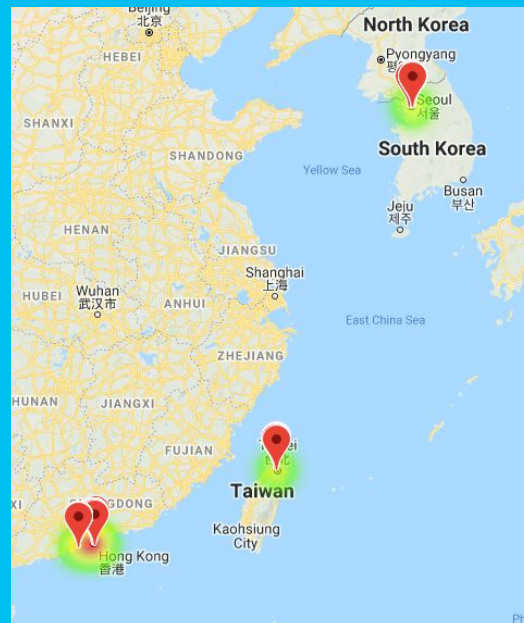 North Korea
Beijing
北京
Pyongyang
HEBEI
Seoul
서울
SHANXI
SHANDONG
South Korea
Yellow Sea
Busan
부산
Jeju
제주
HENAN
JIANGSU
Shanghai
上海
Wuhan
武汉市
HUBEI
ANHUI
East China Sea
ZHEJIANG
HUNAN
JIANGXI
FUJIAN
Taiwan
Kaohsiung
City
Hong Kong
香港